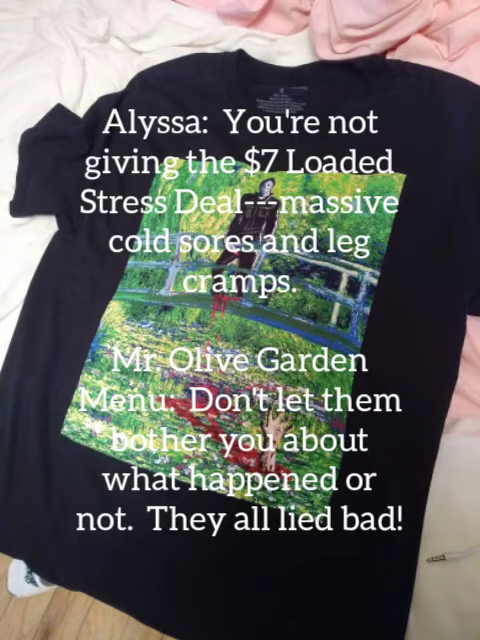 Alyssa:  You're not
giving the $7 Loaded
Stress Deal---massive
cold sores and leg
cramps.
Mr. Olive Garden
Menu.  Don't let them
bother you about
what happened or
not.  They all lied bad!